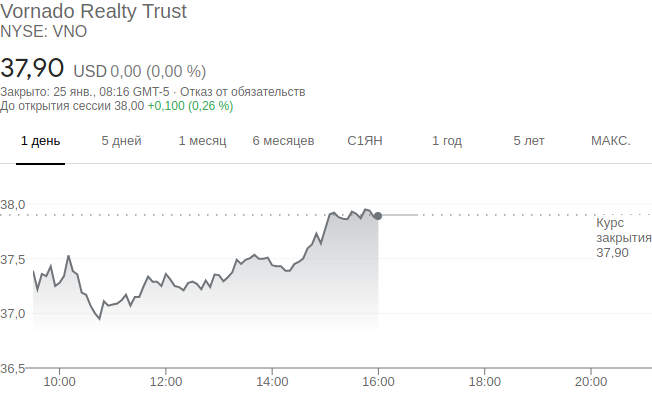 Vornado Realty Trust
NYSE: VNO
37,90 USD 0,00 (0,00 %)
Закрыто: 25 янв., 08:16 GMT-5 · Отказ от обязательств
До открытия сессии 38,00 +0,100 (0,26 %)
1 день 5 дней 1 месяц 6 месяцев С1ЯН 1 год 5 лет МАКС.
38,0
Курс
закрытия
37,90
37,5
37,0
36,5
10:00 12:00 14:00 16:00 18:00 20:00